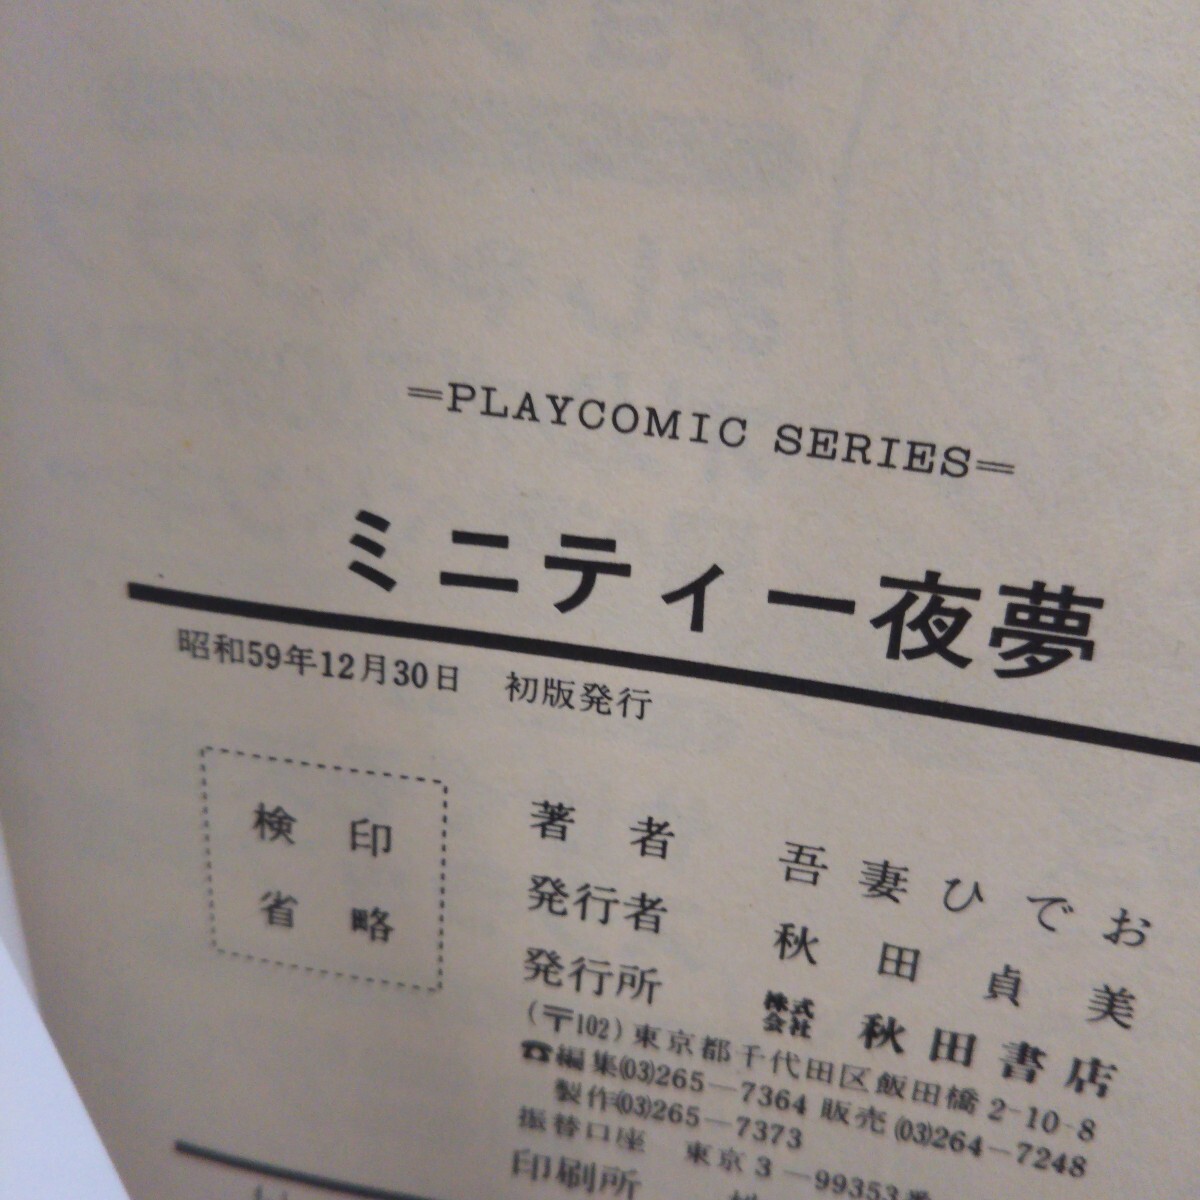 =PLAYCOMIC SERIES=
ミニティー夜夢
昭和59年12月30日 初版発行
検印
省略
著者 吾妻ひでお
発行者 秋田貞美
発行所 株式会社 秋田書店
(〒102)東京都千代田区飯田橋2-10-8
☎編集(03)265―7364 販売(03)264―7248
製作(03)265―7373
振替口座 東京3―99353番
印刷所